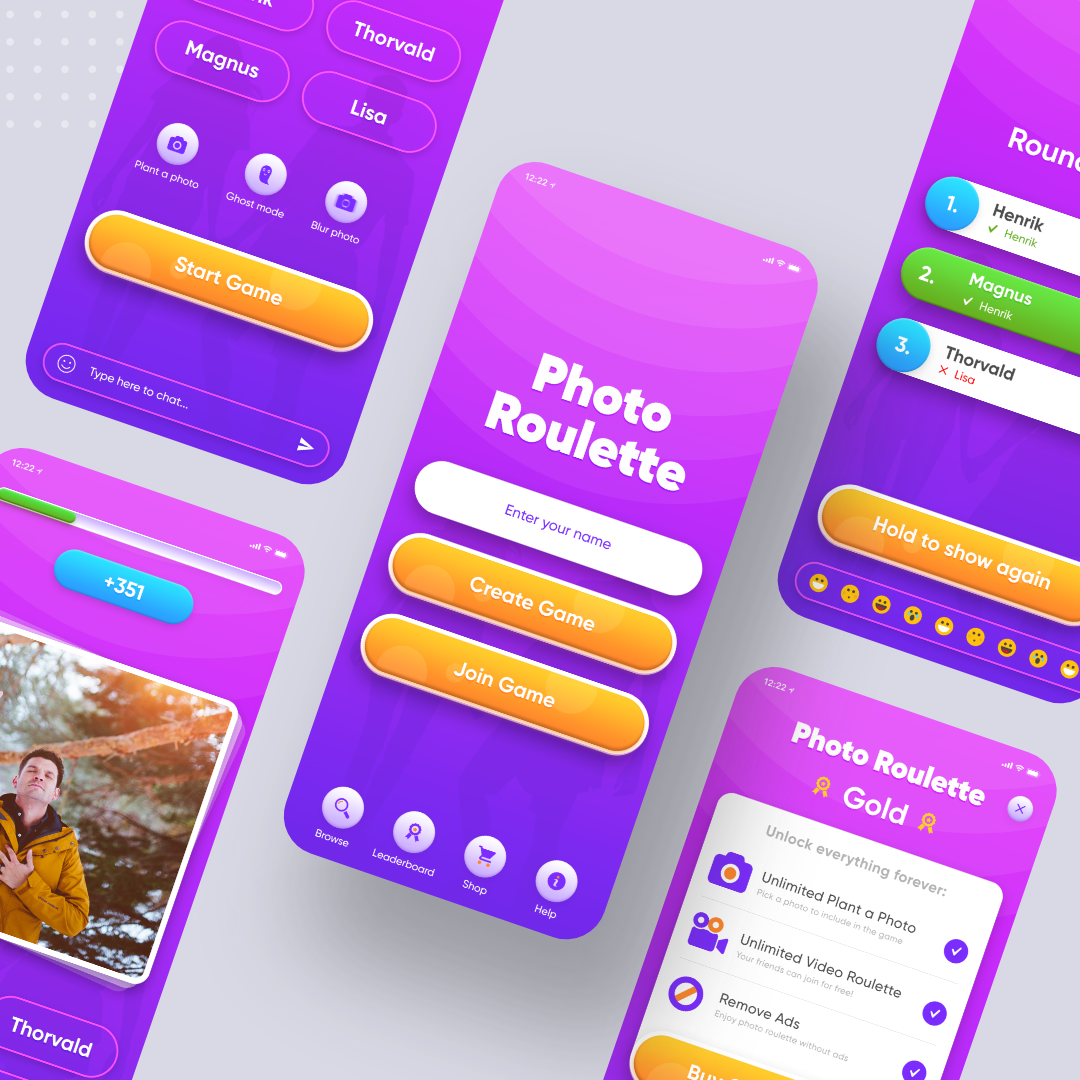 Thorvald
Magnus
Lisa
Plant a photo
Ghost mode
Blur photo
Start Game
Type here to chat...
12:22
Photo
Roulette
Enter your name
Create Game
Join Game
Browse
Leaderboard
Shop
Help
1.
Henrik
Henrik
2.
Magnus
Henrik
3.
Thorvald
Lisa
Hold to show again
12:22
+351
Thorvald
12:22
Photo Roulette
Gold
Unlock everything forever:
Unlimited Plant a Photo
Pick a photo to include in the game
Unlimited Video Roulette
Your friends can join for free!
Remove Ads
Enjoy photo roulette without ads